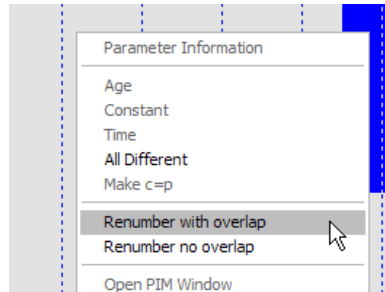 Parameter Information
Age
Constant
Time
All Different
Make c=p
Renumber with overlap
Renumber no overlap
Open PIM Window